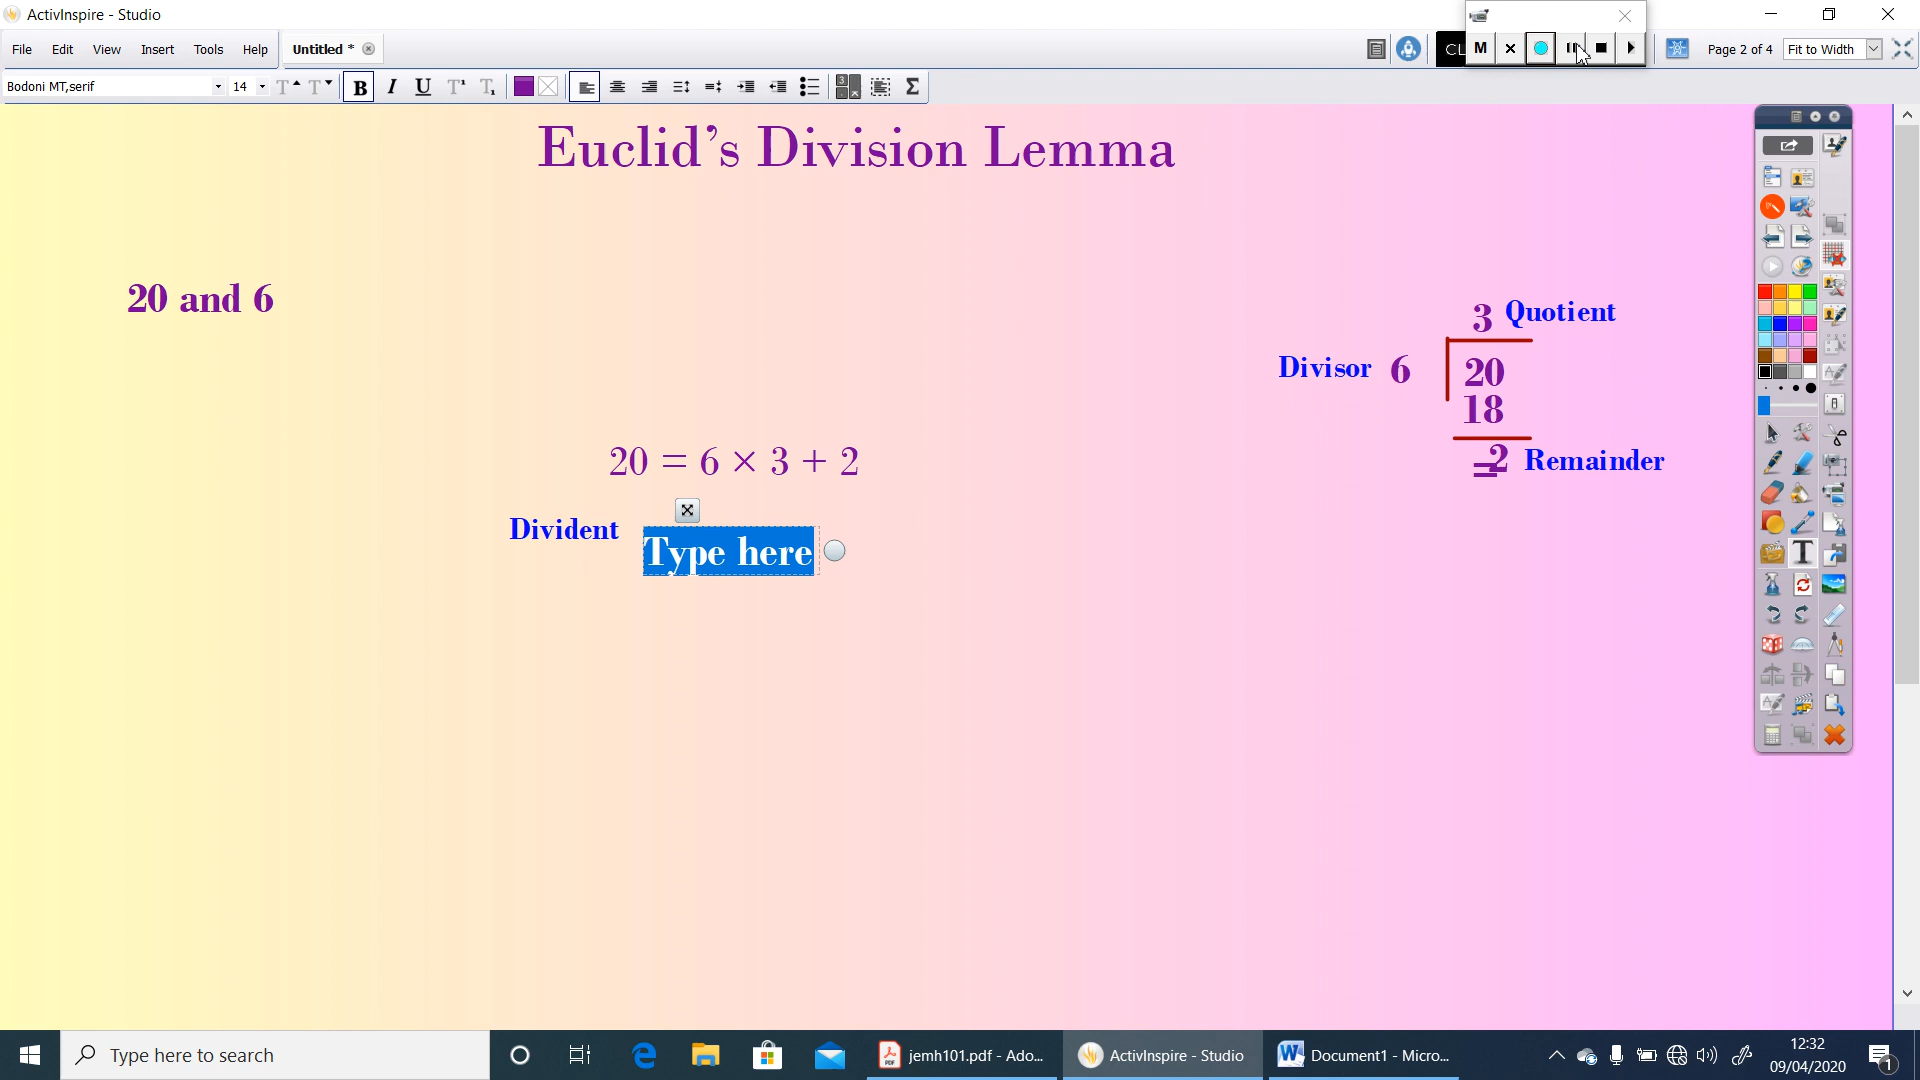 ActivInspire - Studio
File Edit View Insert Tools Help Untitled *
CL M Page 2 of 4 Fit to Width
Bodoni MT,serif 14 B I U Σ
Euclid's Division Lemma
20 and 6
3 Quotient
Divisor 6 20
18
20 = 6 × 3 + 2
=2 Remainder
Divident
Type here
Type here to search
jemh101.pdf - Ado...
ActivInspire - Studio
Document1 - Micro...
12:32
09/04/2020
1